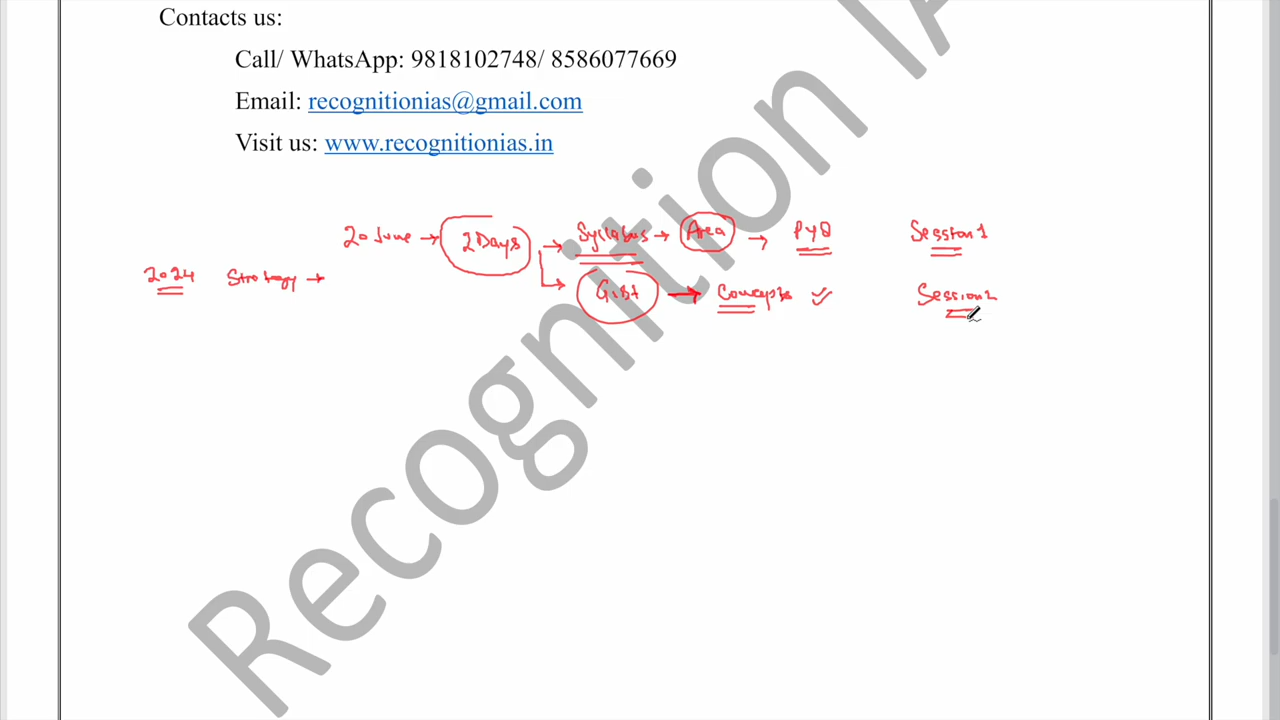 Contacts us:
Call/ WhatsApp: 9818102748/ 8586077669
Email: recognitionias@gmail.com
Visit us: www.recognitionias.in
20 June → 2 Days → Syllabus → Area → PYQ Session 1
2024 Strategy →
Gist → Concepts ✓ Session 2
Recognition IA